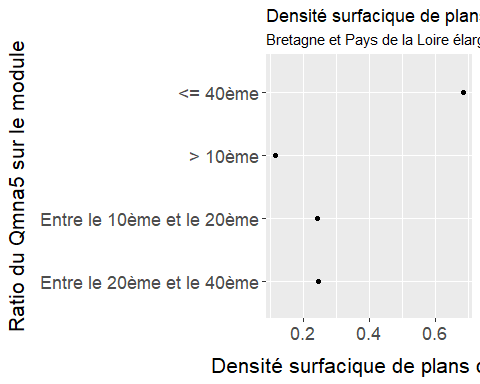 Densité surfacique de plans
Bretagne et Pays de la Loire élarg
Ratio du Qmna5 sur le module
<= 40ème
> 10ème
Entre le 10ème et le 20ème
Entre le 20ème et le 40ème
0.2 0.4 0.6
Densité surfacique de plans